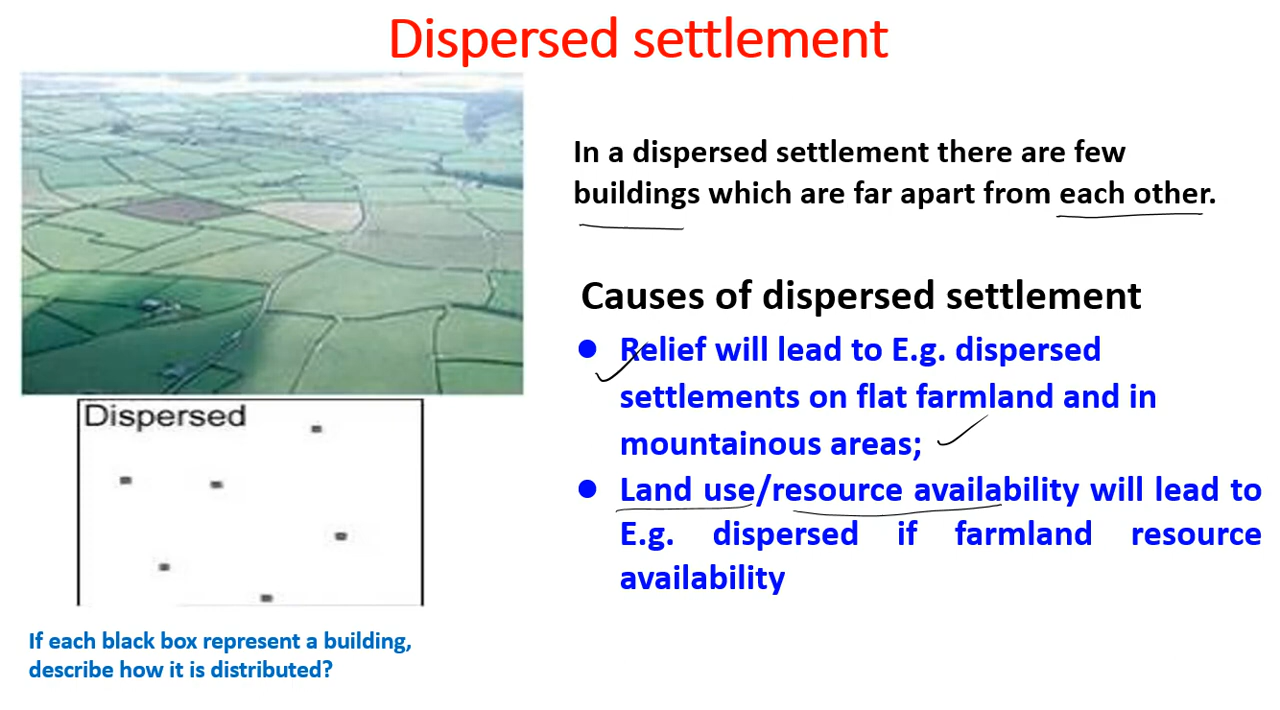 Dispersed settlement
In a dispersed settlement there are few
buildings which are far apart from each other.
Causes of dispersed settlement
● Relief will lead to E.g. dispersed
settlements on flat farmland and in
mountainous areas;
● Land use/resource availability will lead to
E.g. dispersed if farmland resource
availability
Dispersed
If each black box represent a building,
describe how it is distributed?